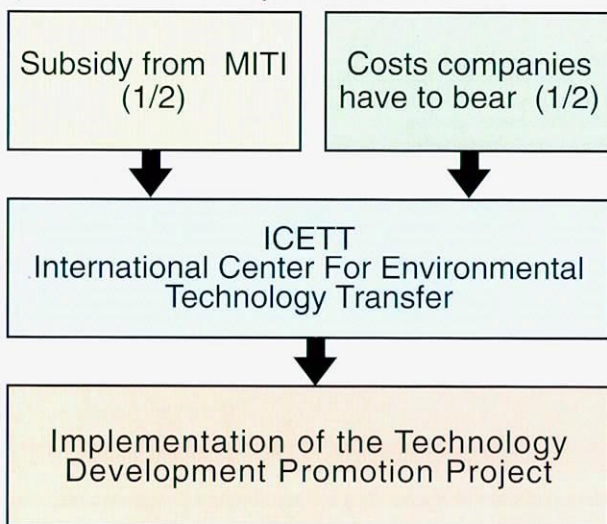 Subsidy from MITI
(1/2)
Costs companies
have to bear (1/2)
ICETT
International Center For Environmental
Technology Transfer
Implementation of the Technology
Development Promotion Project